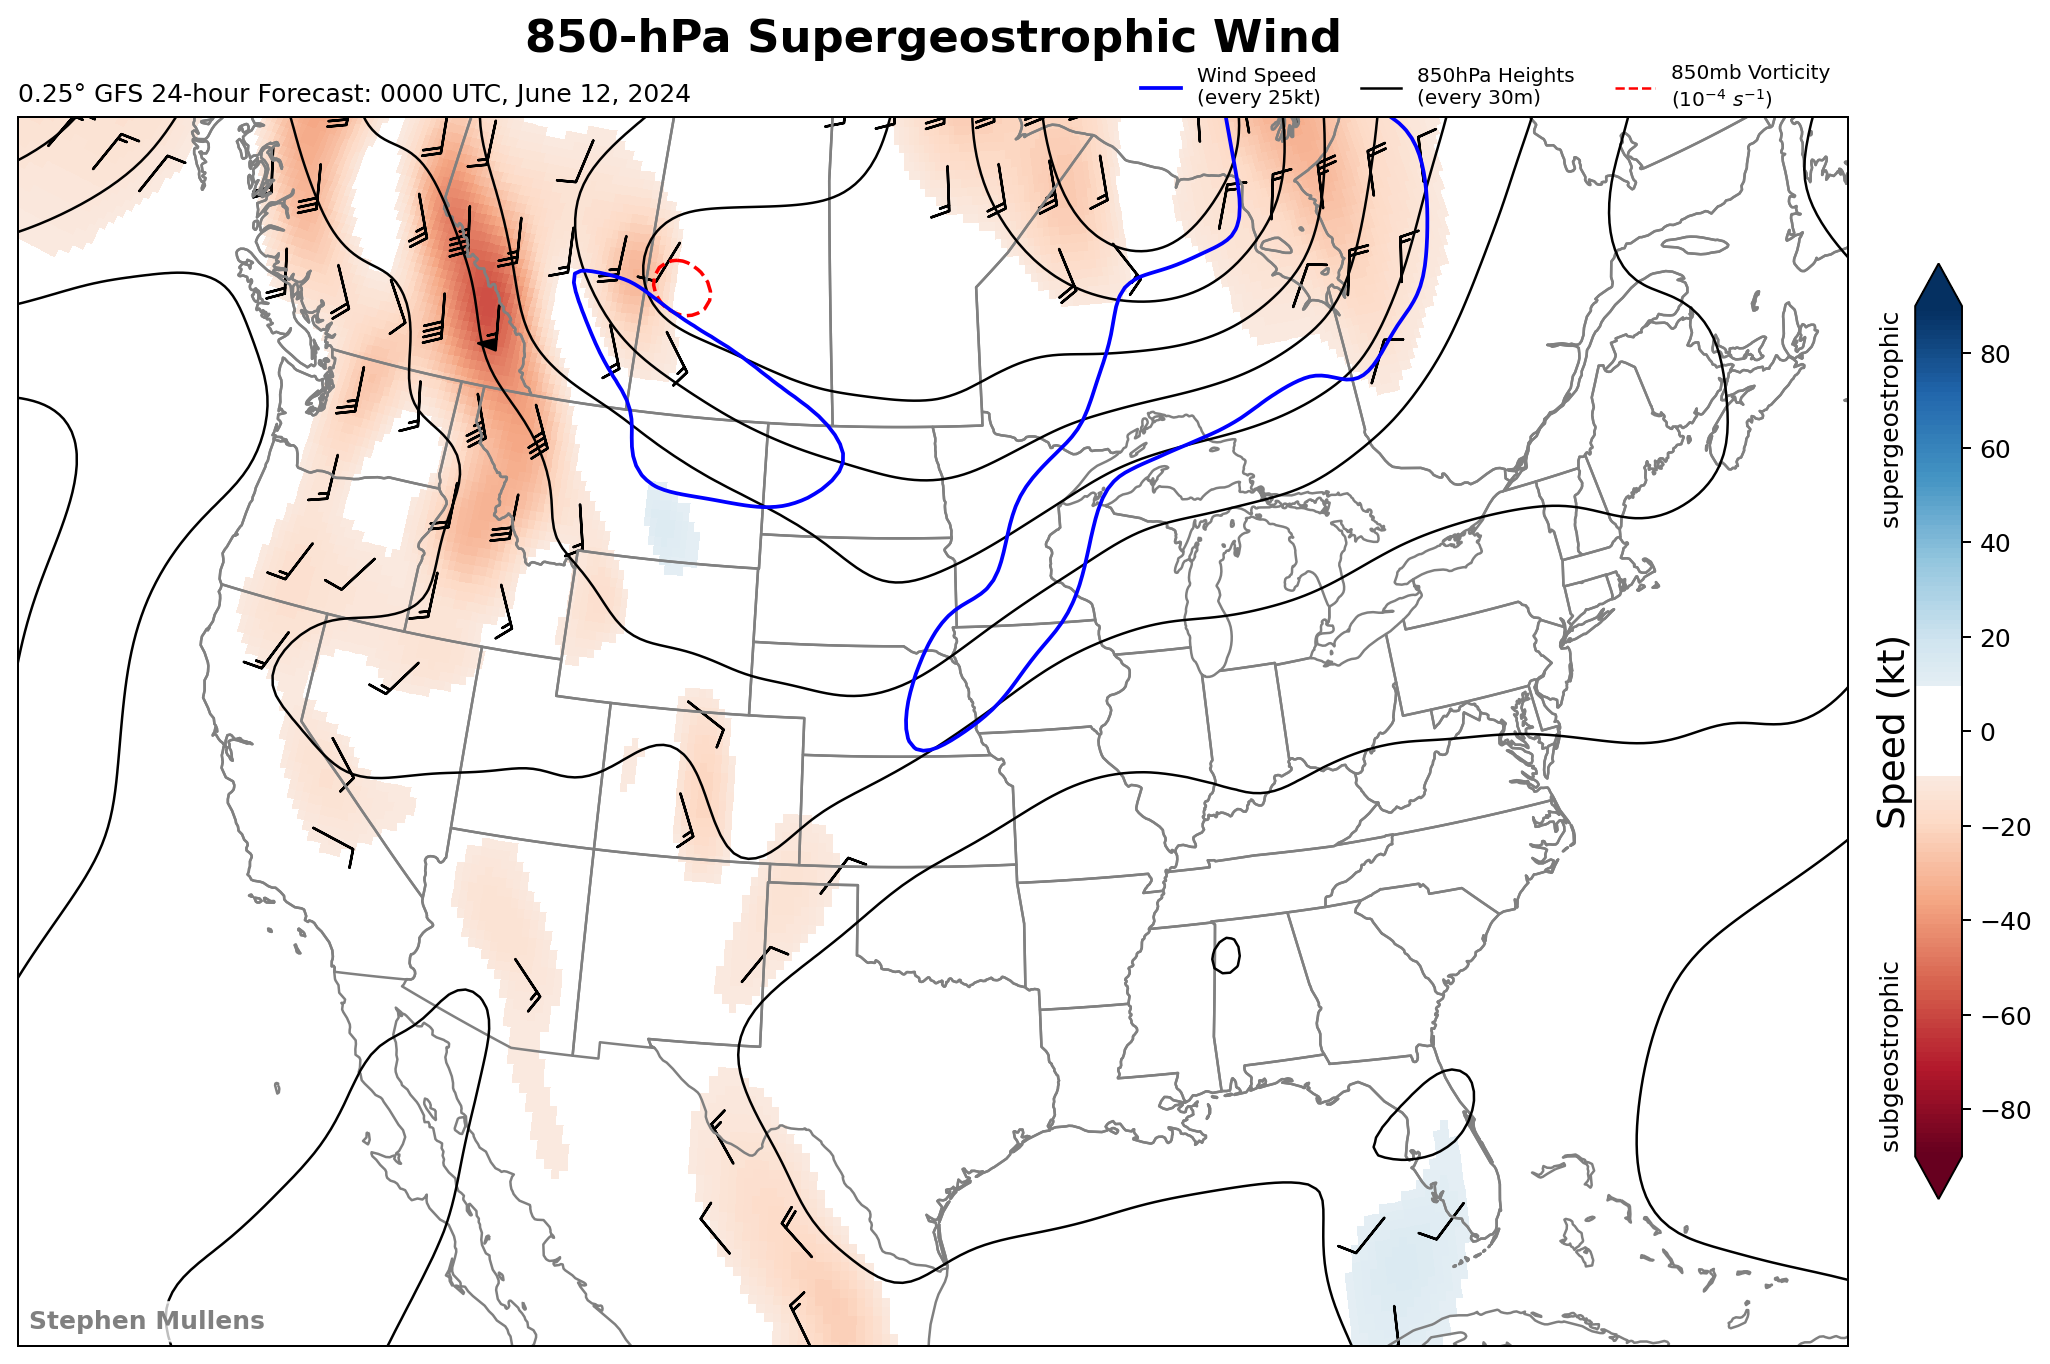 850-hPa Supergeostrophic Wind
0.25° GFS 24-hour Forecast: 0000 UTC, June 12, 2024
Wind Speed
(every 25kt)
850hPa Heights
(every 30m)
850mb Vorticity
(10⁻⁴ s⁻¹)
supergeostrophic
Speed (kt)
subgeostrophic
80
60
40
20
0
−20
−40
−60
−80
Stephen Mullens